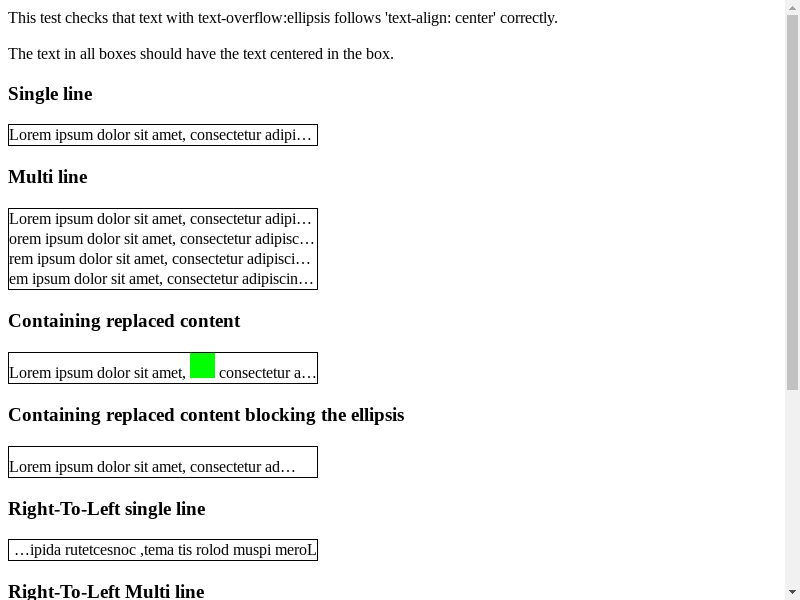 This test checks that text with text-overflow:ellipsis follows 'text-align: center' correctly.
The text in all boxes should have the text centered in the box.
Single line
Lorem ipsum dolor sit amet, consectetur adipi…
Multi line
Lorem ipsum dolor sit amet, consectetur adipi…
orem ipsum dolor sit amet, consectetur adipisc…
rem ipsum dolor sit amet, consectetur adipisci…
em ipsum dolor sit amet, consectetur adipiscin…
Containing replaced content
Lorem ipsum dolor sit amet, consectetur a…
Containing replaced content blocking the ellipsis
Lorem ipsum dolor sit amet, consectetur ad…
Right-To-Left single line
…ipida rutetcesnoc ,tema tis rolod muspi meroL
Right-To-Left Multi line